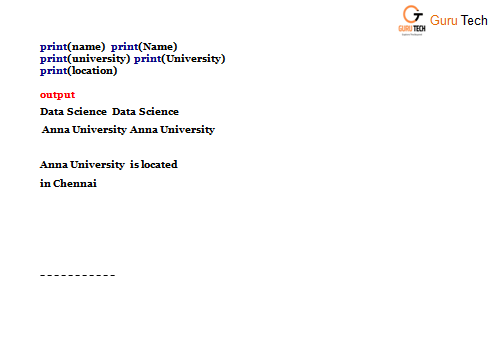 GURU TECH
Guru Tech
print(name)  print(Name)
print(university) print(University)
print(location)
output
Data Science  Data Science
Anna University Anna University
Anna University  is located
in Chennai
- - - - - - - - - - -